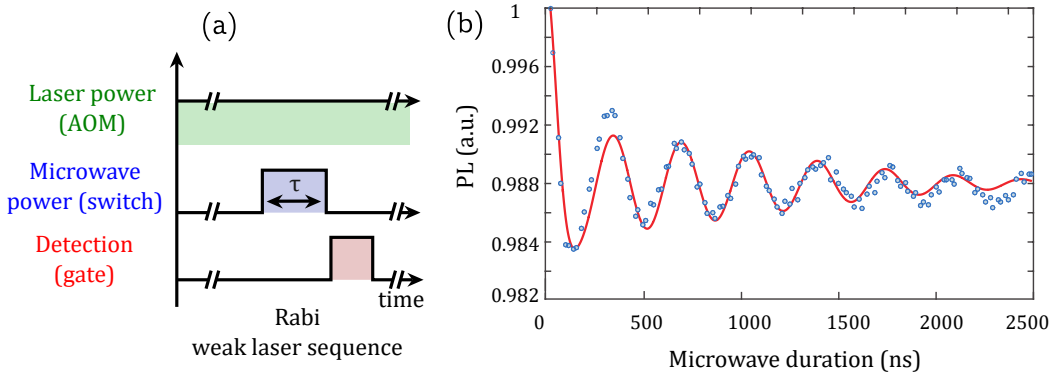 (a)
Laser power
(AOM)
Microwave
power (switch)
τ
Detection
(gate)
time
Rabi
weak laser sequence
(b)
PL (a.u.)
1
0.996
0.992
0.988
0.984
0.982
0 500 1000 1500 2000 2500
Microwave duration (ns)